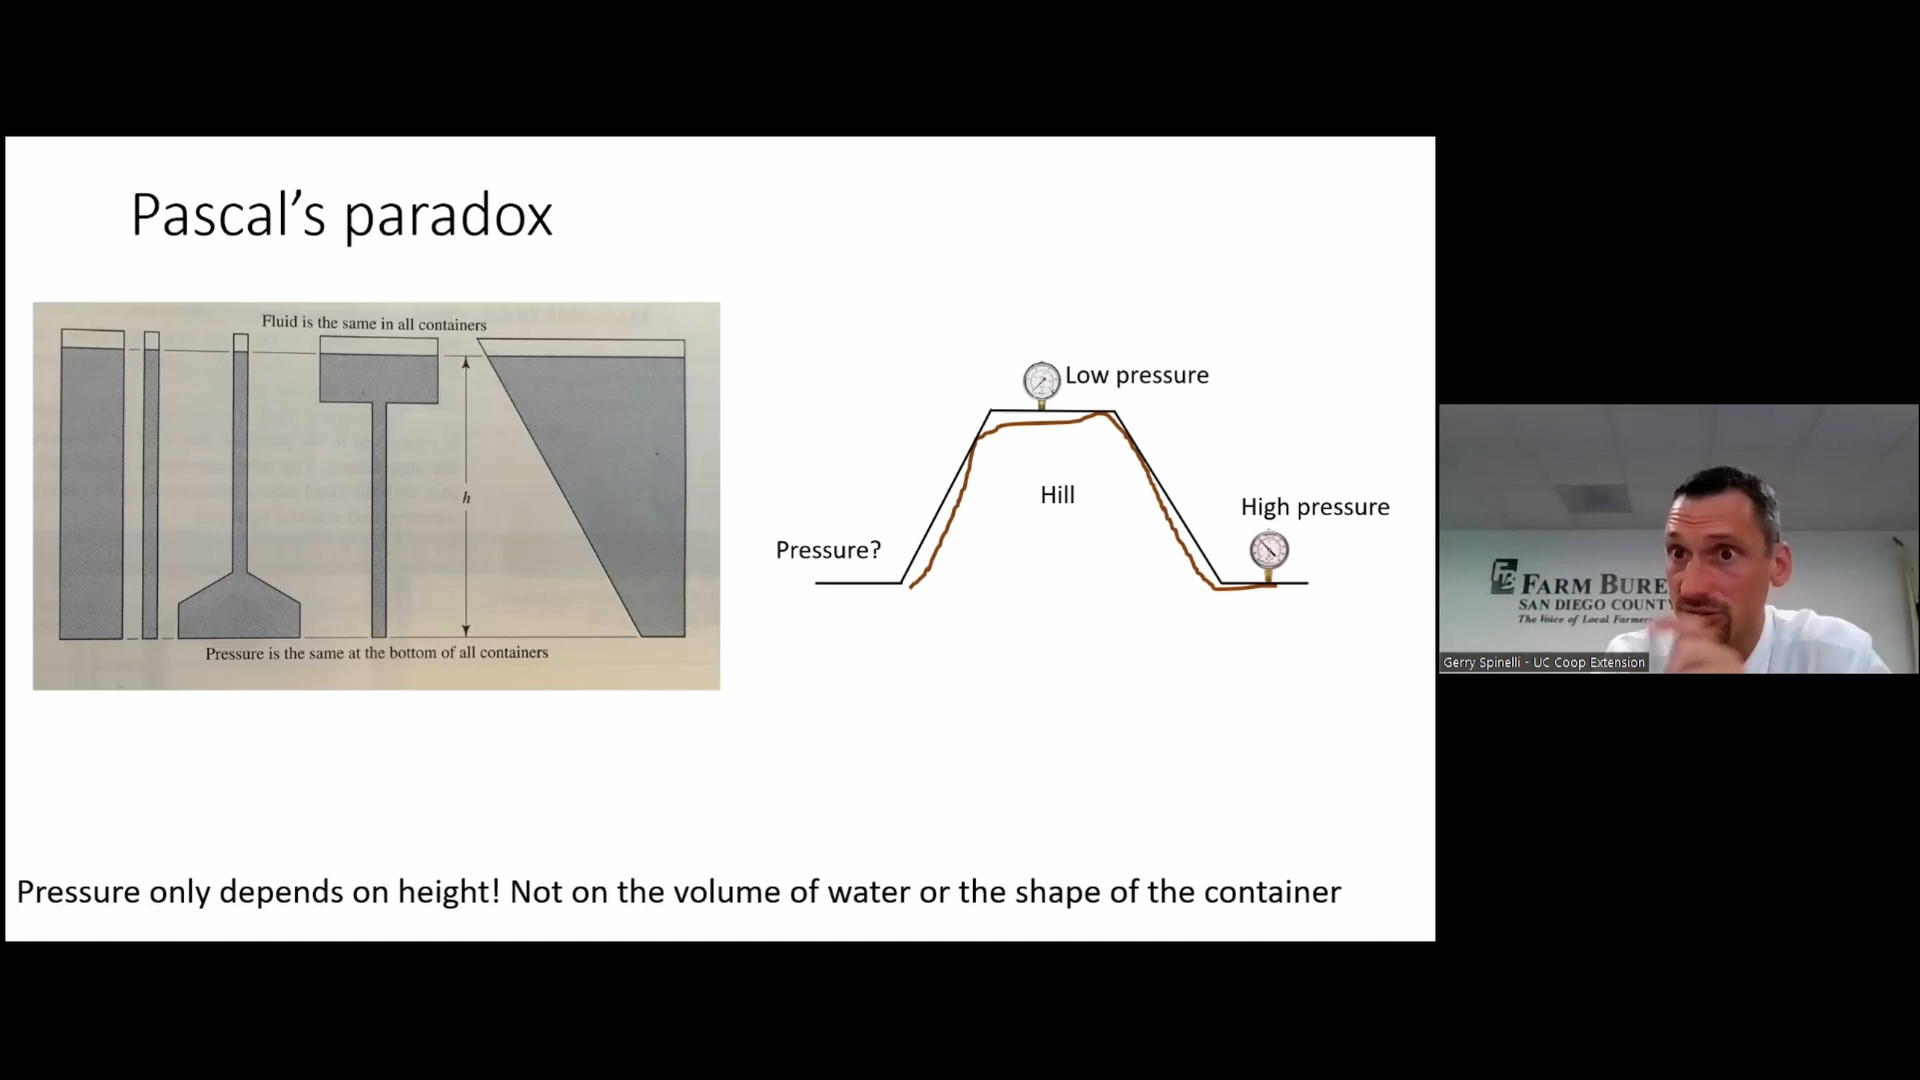 Pascal’s paradox
Fluid is the same in all containers
h
Pressure is the same at the bottom of all containers
Low pressure
Hill
High pressure
Pressure?
Pressure only depends on height! Not on the volume of water or the shape of the container
FARM BURE
SAN DIEGO COUNTY
The Voice of Local Farmers
Gerry Spinelli - UC Coop Extension